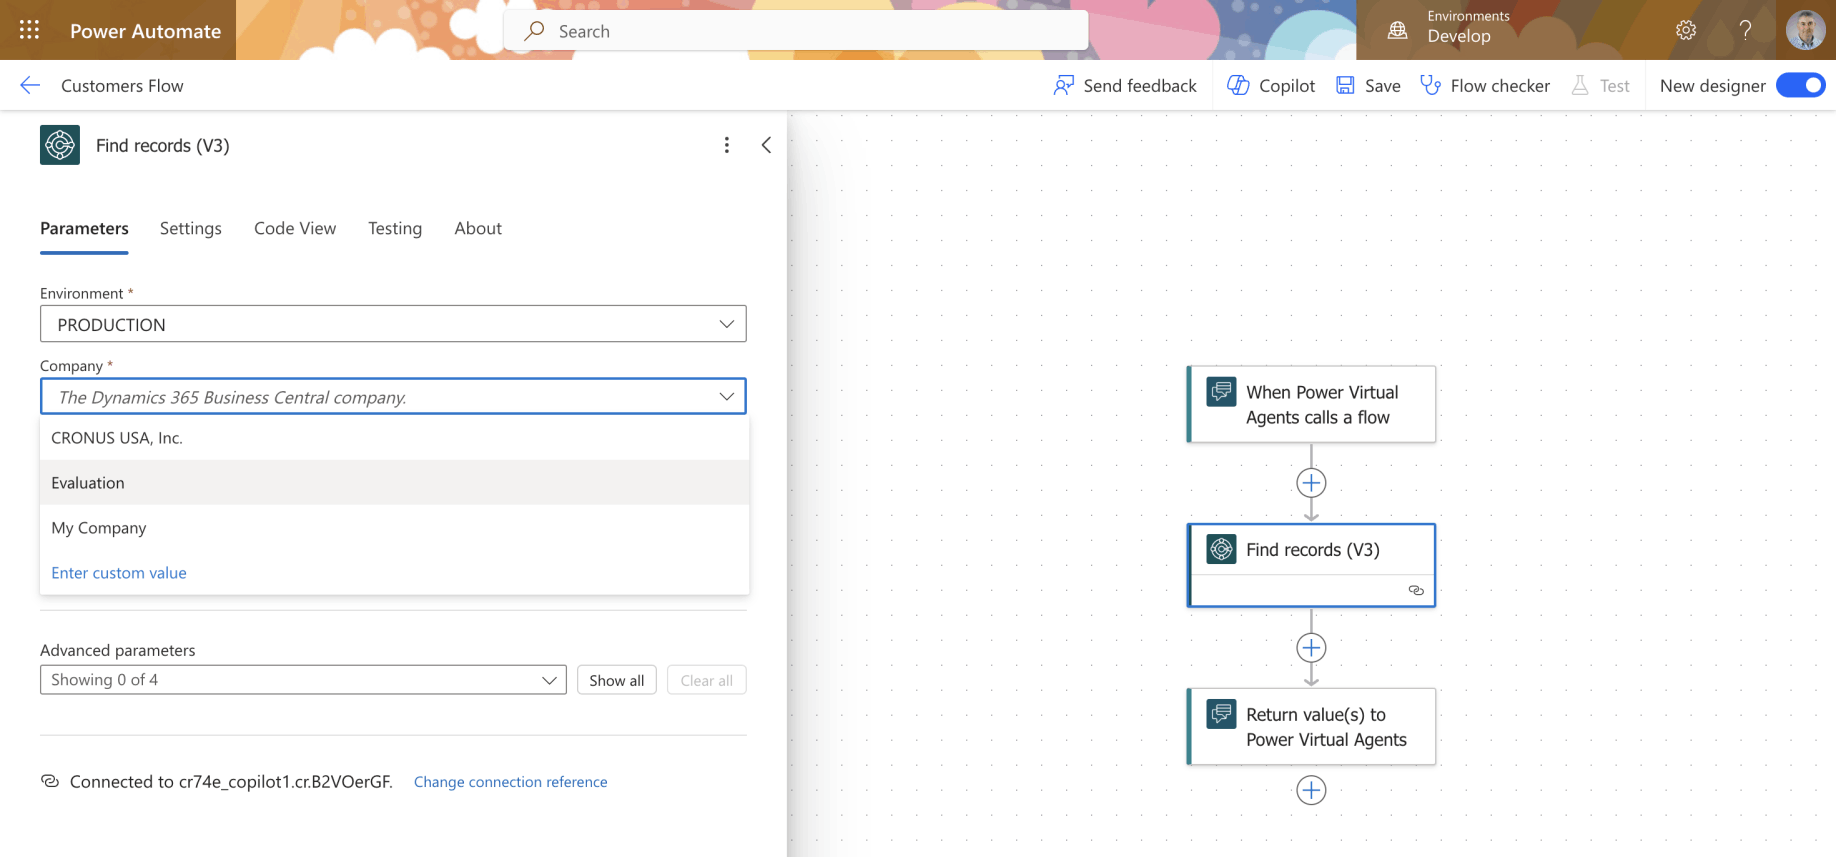 Power Automate
Search
Environments
Develop
?
Customers Flow
Send feedback
Copilot
Save
Flow checker
Test
New designer
Find records (V3)
Parameters
Settings
Code View
Testing
About
Environment *
PRODUCTION
Company *
The Dynamics 365 Business Central company.
CRONUS USA, Inc.
Evaluation
My Company
Enter custom value
Advanced parameters
Showing 0 of 4
Show all
Clear all
Connected to cr74e_copilot1.cr.B2VOerGF.
Change connection reference
When Power Virtual
Agents calls a flow
Find records (V3)
Return value(s) to
Power Virtual Agents